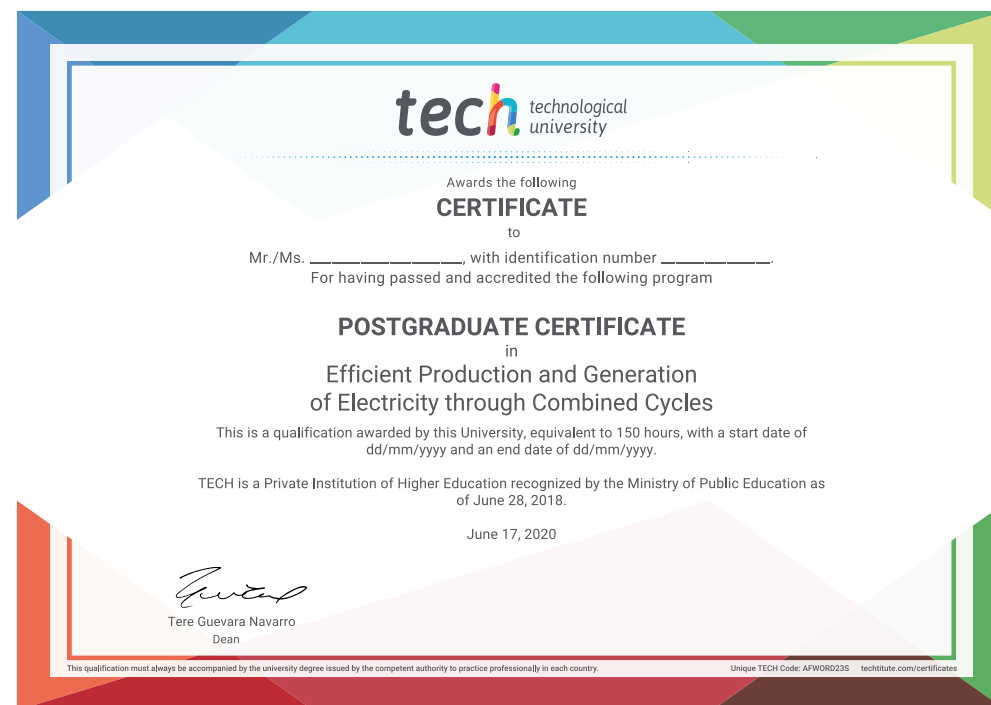 tech technological
university
Awards the following
CERTIFICATE
to
Mr./Ms. ________________, with identification number ____________.
For having passed and accredited the following program
POSTGRADUATE CERTIFICATE
in
Efficient Production and Generation
of Electricity through Combined Cycles
This is a qualification awarded by this University, equivalent to 150 hours, with a start date of
dd/mm/yyyy and an end date of dd/mm/yyyy.
TECH is a Private Institution of Higher Education recognized by the Ministry of Public Education as
of June 28, 2018.
June 17, 2020
Tere Guevara Navarro
Dean
This qualification must always be accompanied by the university degree issued by the competent authority to practice professionally in each country.
Unique TECH Code: AFWORD23S techtitute.com/certificates